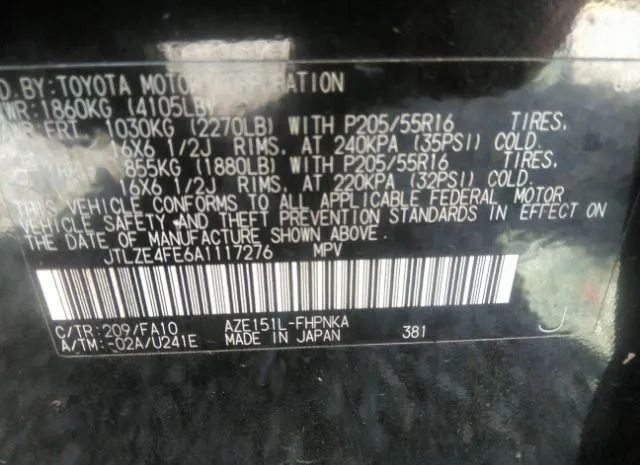 D. BY: TOYOTA MOTOR CORPORATION
WR: 1860KG (4105LB)
FRT. 1030KG (2270LB) WITH P205/55R16 TIRES,
16X6 1/2J RIMS, AT 240KPA (35PSI) COLD.
855KG (1880LB) WITH P205/55R16 TIRES,
16X6 1/2J RIMS, AT 220KPA (32PSI) COLD.
THIS VEHICLE CONFORMS TO ALL APPLICABLE FEDERAL MOTOR
VEHICLE SAFETY AND THEFT PREVENTION STANDARDS IN EFFECT ON
THE DATE OF MANUFACTURE SHOWN ABOVE.
JTLZE4FE6A1117276 MPV
C/TR: 209/FA10 AZE151L-FHPNKA
A/TM: -02A/U241E MADE IN JAPAN 381 J